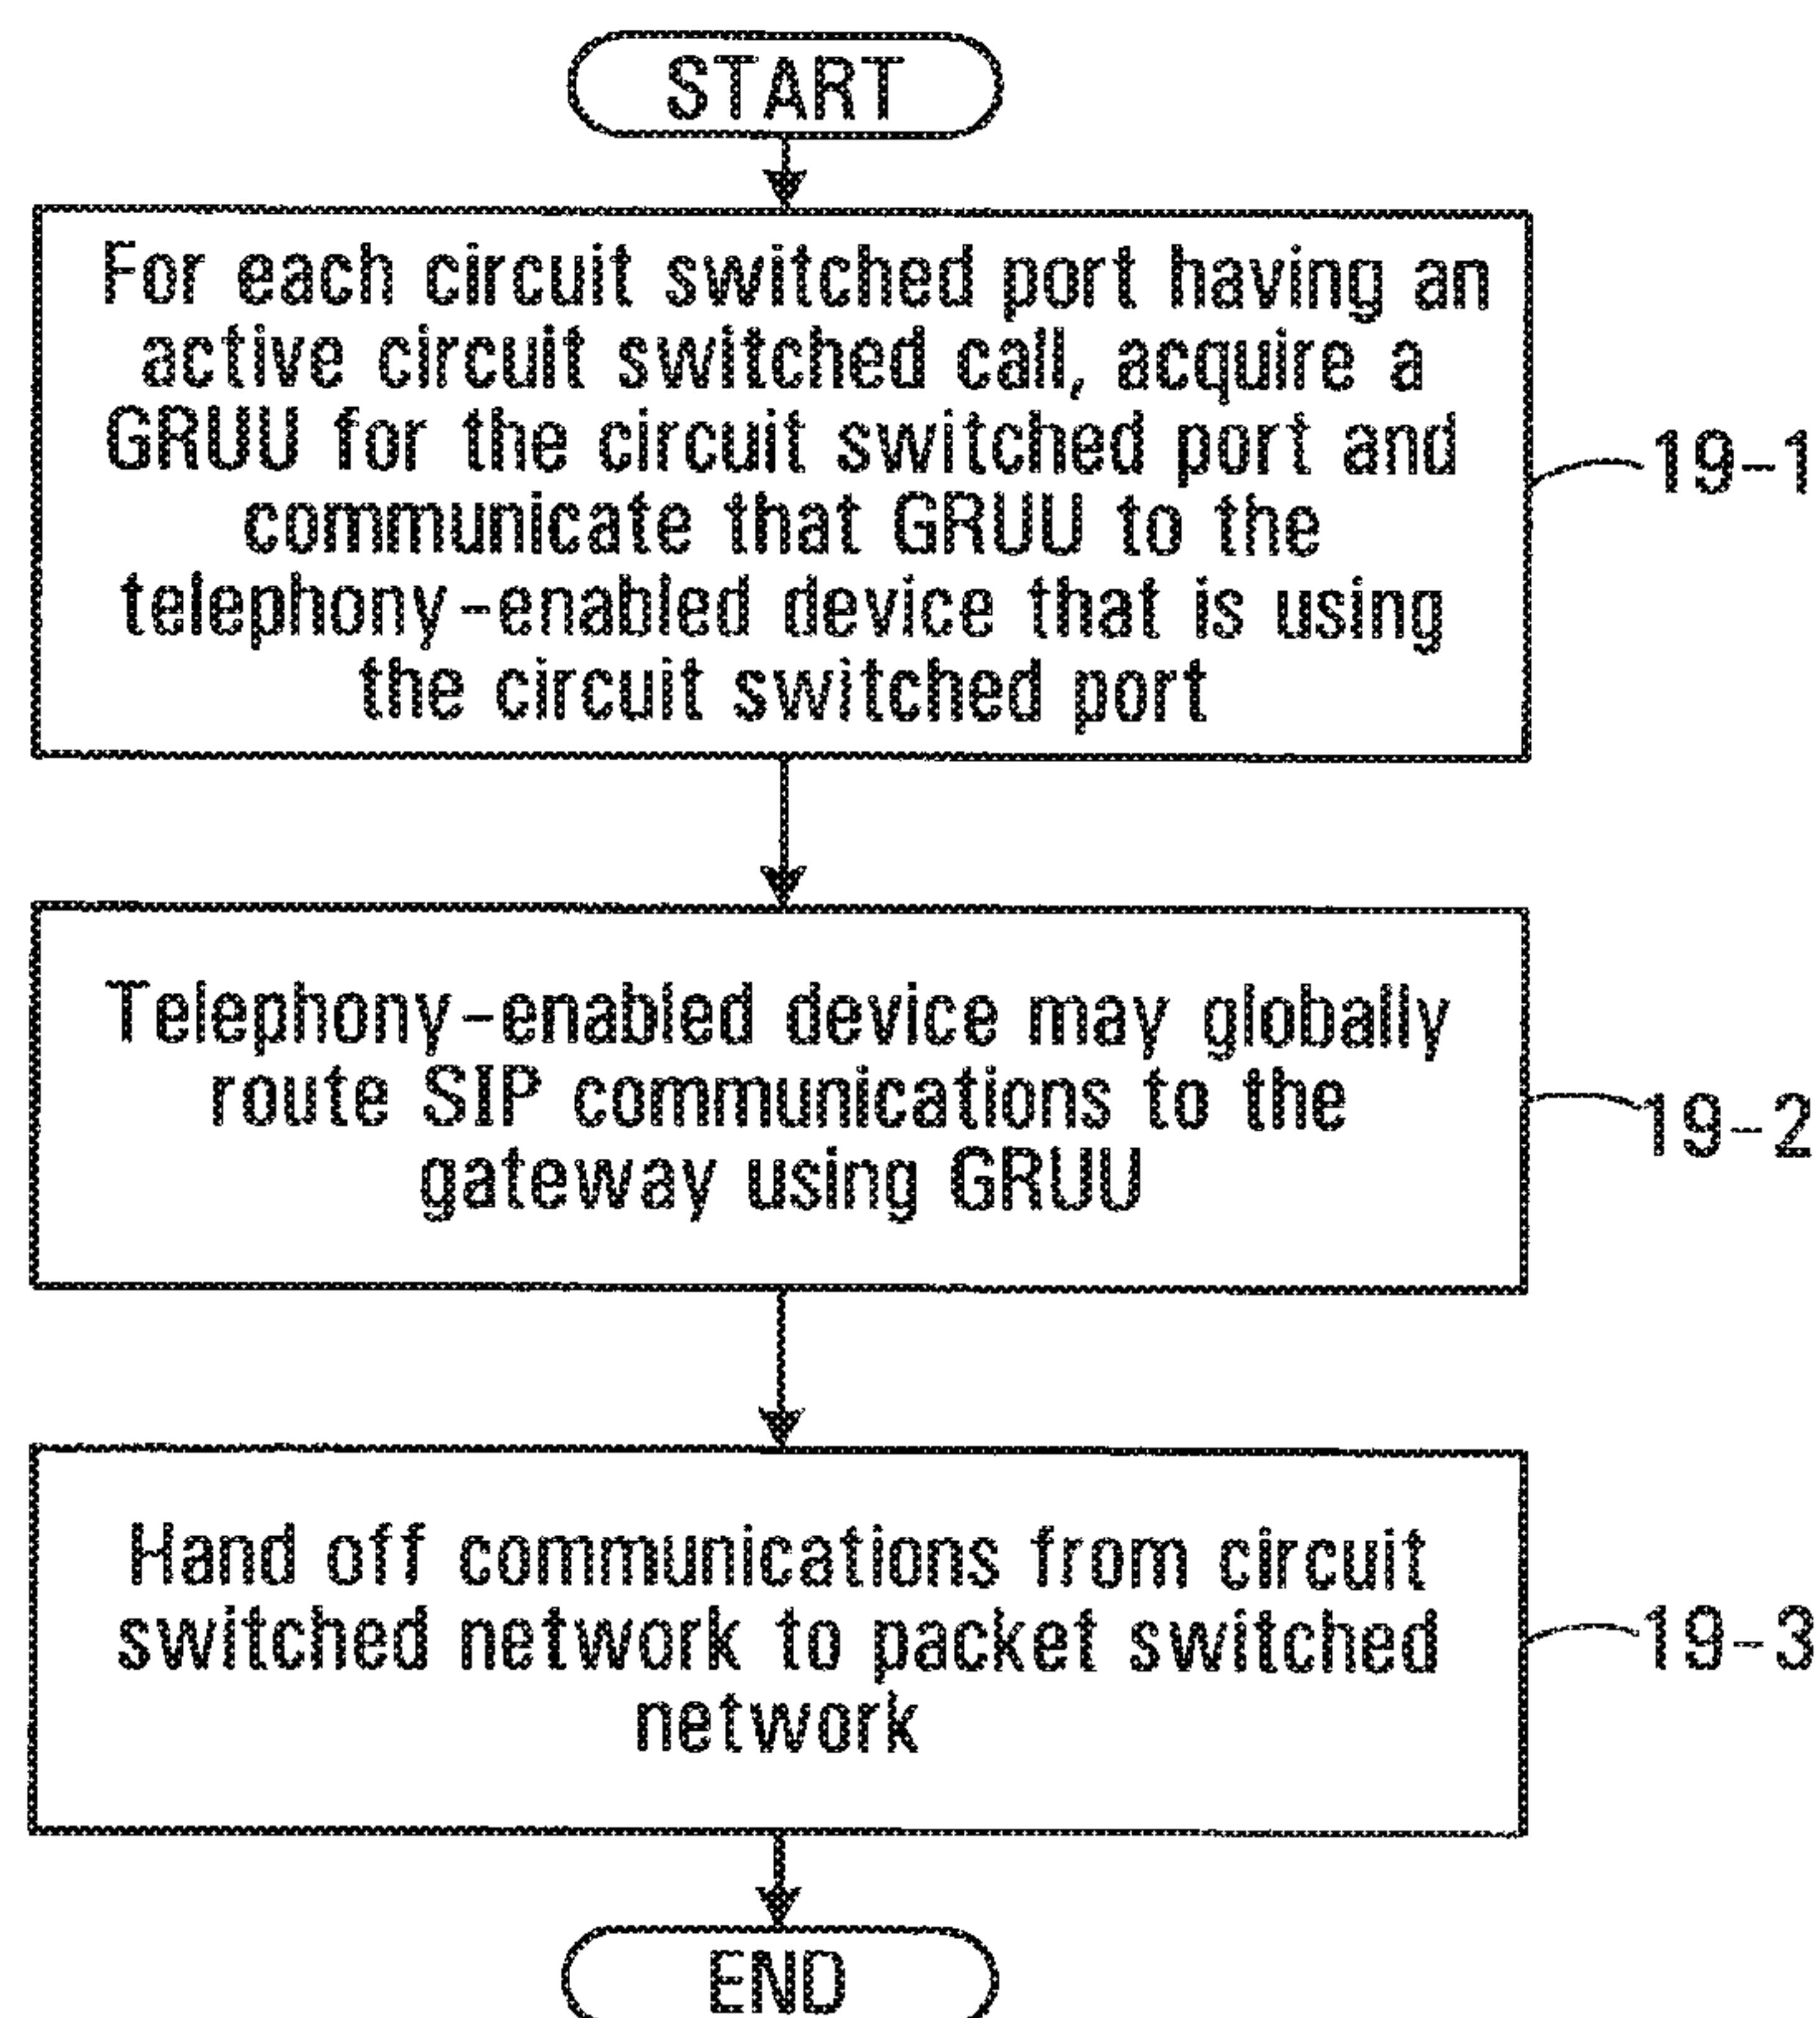 START
For each circuit switched port having an
active circuit switched call, acquire a
GRUU for the circuit switched port and
communicate that GRUU to the
telephony-enabled device that is using
the circuit switched port
19-1
Telephony-enabled device may globally
route SIP communications to the
gateway using GRUU
19-2
Hand off communications from circuit
switched network to packet switched
network
19-3
END